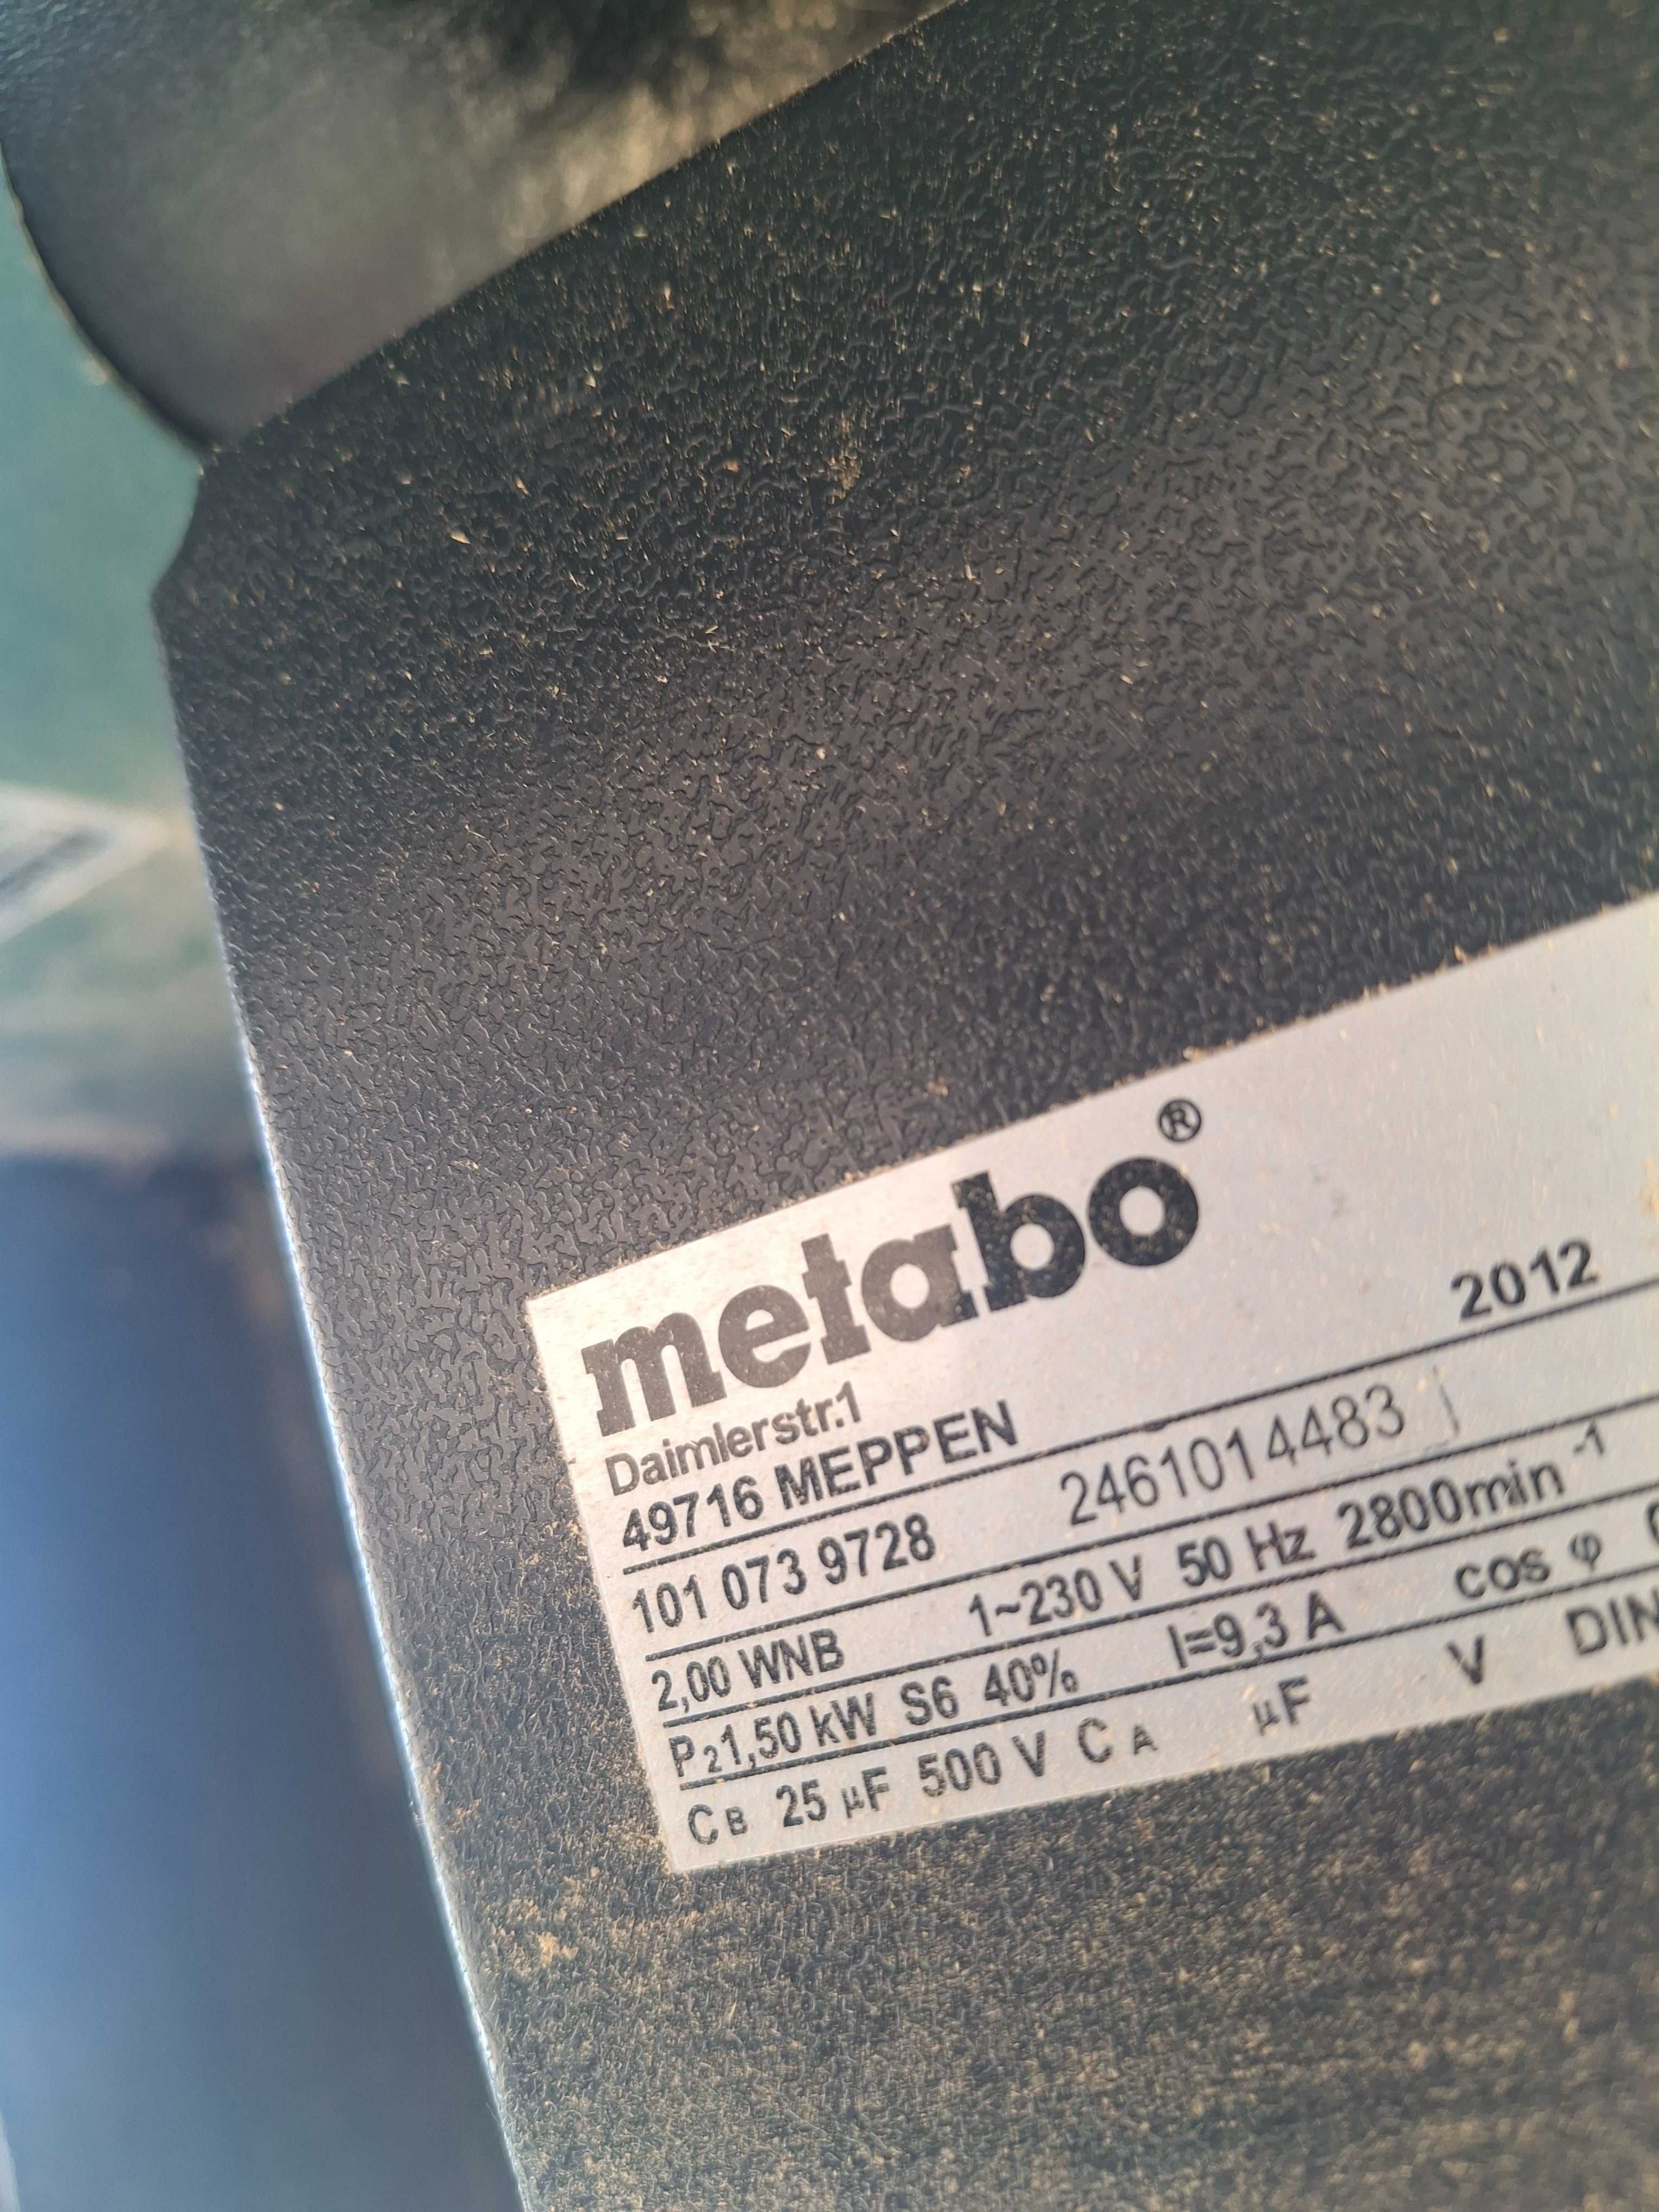 metabo®
2012
Daimlerstr.1
49716 MEPPEN
101 073 9728 2461014483
2,00 WNB 1~230 V 50 Hz 2800min-1
P2 1,50 kW S6 40% I=9,3 A cos φ
CB 25 µF 500 V CA µF V DIN